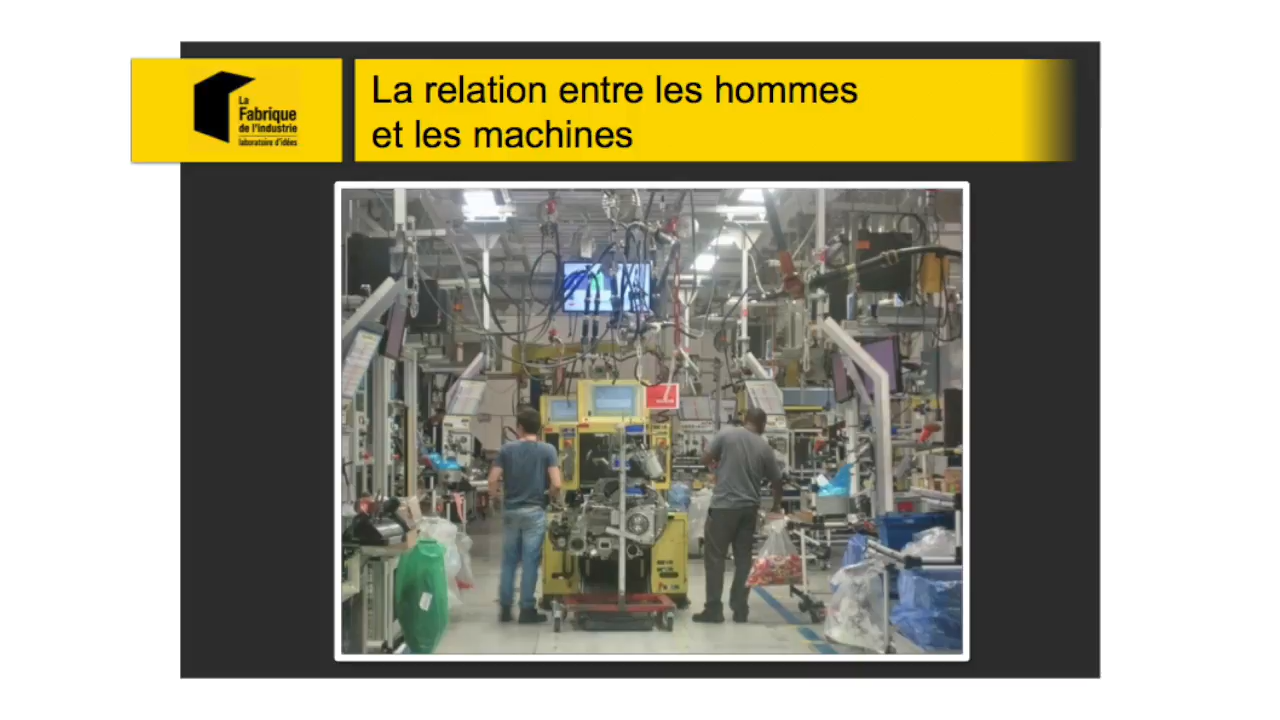 La
Fabrique
de l'industrie
laboratoire d'idées
La relation entre les hommes
et les machines